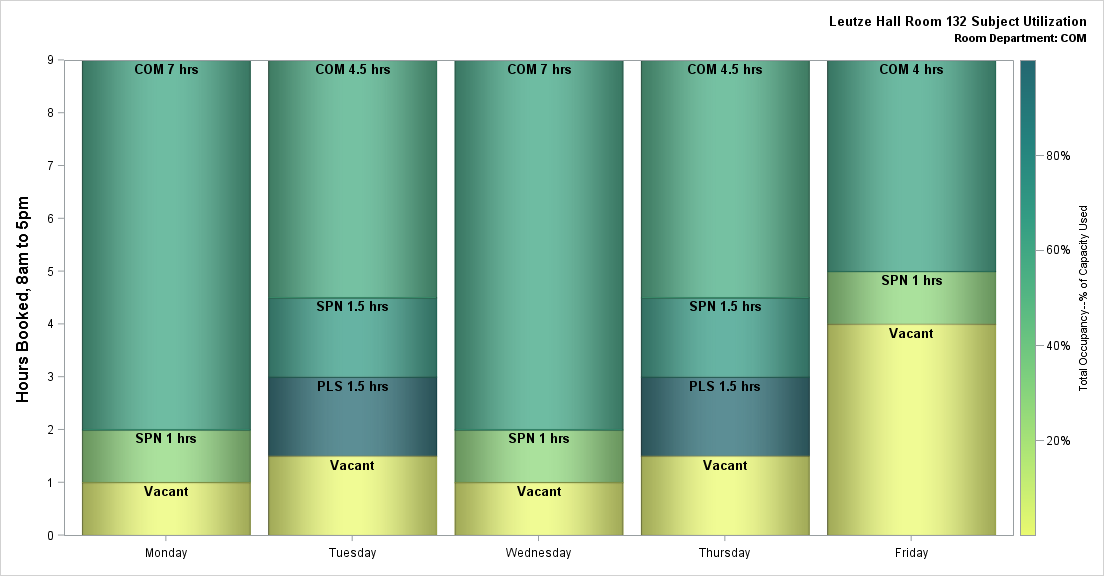 Leutze Hall Room 132 Subject Utilization
Room Department: COM
Hours Booked, 8am to 5pm
9
8
7
6
5
4
3
2
1
0
COM 7 hrs
SPN 1 hrs
Vacant
COM 4.5 hrs
SPN 1.5 hrs
PLS 1.5 hrs
Vacant
COM 7 hrs
SPN 1 hrs
Vacant
COM 4.5 hrs
SPN 1.5 hrs
PLS 1.5 hrs
Vacant
COM 4 hrs
SPN 1 hrs
Vacant
Monday
Tuesday
Wednesday
Thursday
Friday
80%
60%
40%
20%
Total Occupancy--% of Capacity Used